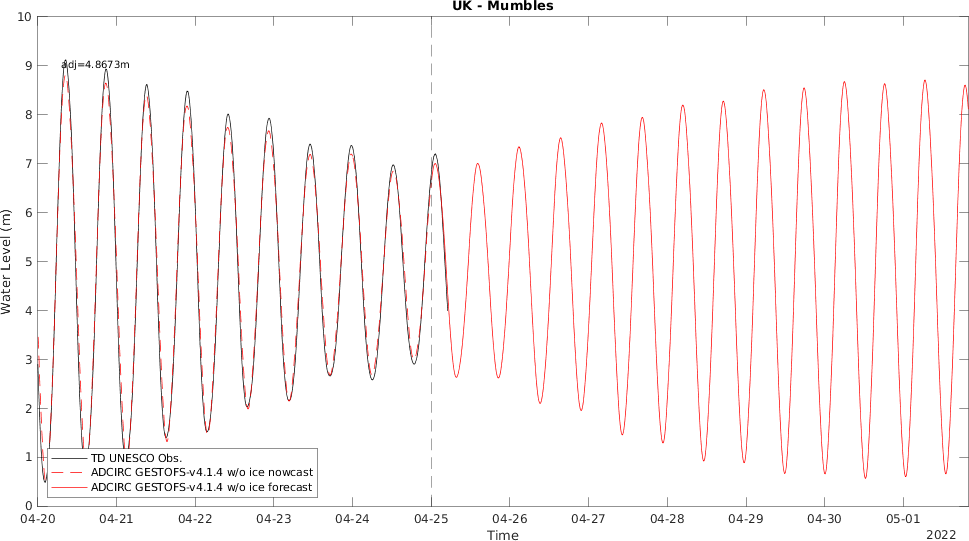 UK - Mumbles
10
9
8
7
6
5
4
3
2
1
0
Water Level (m)
adj=4.8673m
TD UNESCO Obs.
ADCIRC GESTOFS-v4.1.4 w/o ice nowcast
ADCIRC GESTOFS-v4.1.4 w/o ice forecast
04-20 04-21 04-22 04-23 04-24 04-25 04-26 04-27 04-28 04-29 04-30 05-01
Time
2022